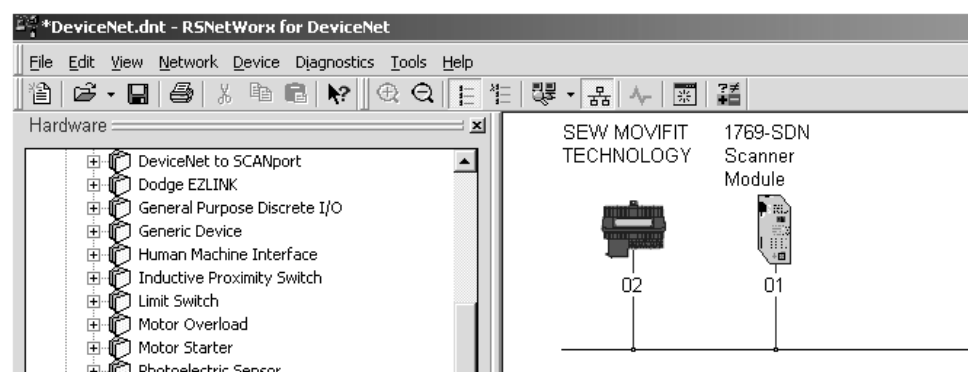 *DeviceNet.dnt - RSNetWorx for DeviceNet
File Edit View Network Device Diagnostics Tools Help
Hardware
DeviceNet to SCANport
Dodge EZLINK
General Purpose Discrete I/O
Generic Device
Human Machine Interface
Inductive Proximity Switch
Limit Switch
Motor Overload
Motor Starter
Photoelectric Sensor
SEW MOVIFIT
TECHNOLOGY
02
1769-SDN
Scanner
Module
01